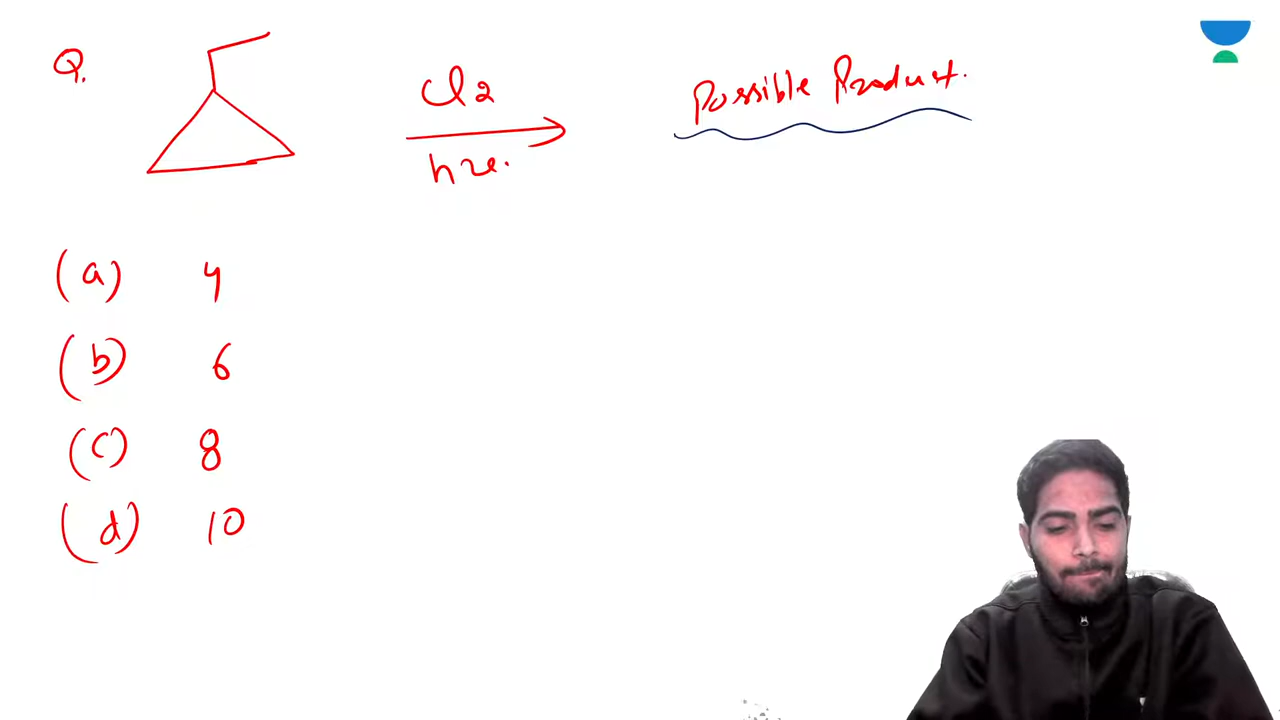 Q.
Cl2
hν.
Possible Product.
(a) 4
(b) 6
(c) 8
(d) 10